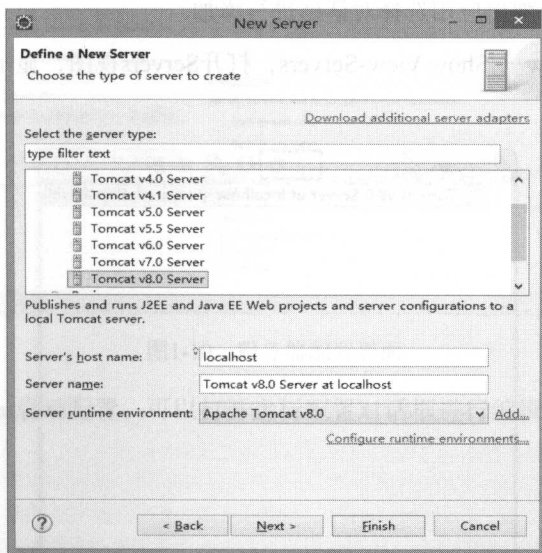 New Server
Define a New Server
Choose the type of server to create
Show View-Servers,
Download additional server adapters
Select the server type:
type filter text
Tomcat v4.0 Server
Tomcat v4.1 Server
Tomcat v5.0 Server
Tomcat v5.5 Server
Tomcat v6.0 Server
Tomcat v7.0 Server
Tomcat v8.0 Server
Publishes and runs J2EE and Java EE Web projects and server configurations to a
local Tomcat server.
Server's host name: localhost
Server name: Tomcat v8.0 Server at localhost
Server runtime environment: Apache Tomcat v8.0 Add...
Configure runtime environments...
< Back Next > Finish Cancel